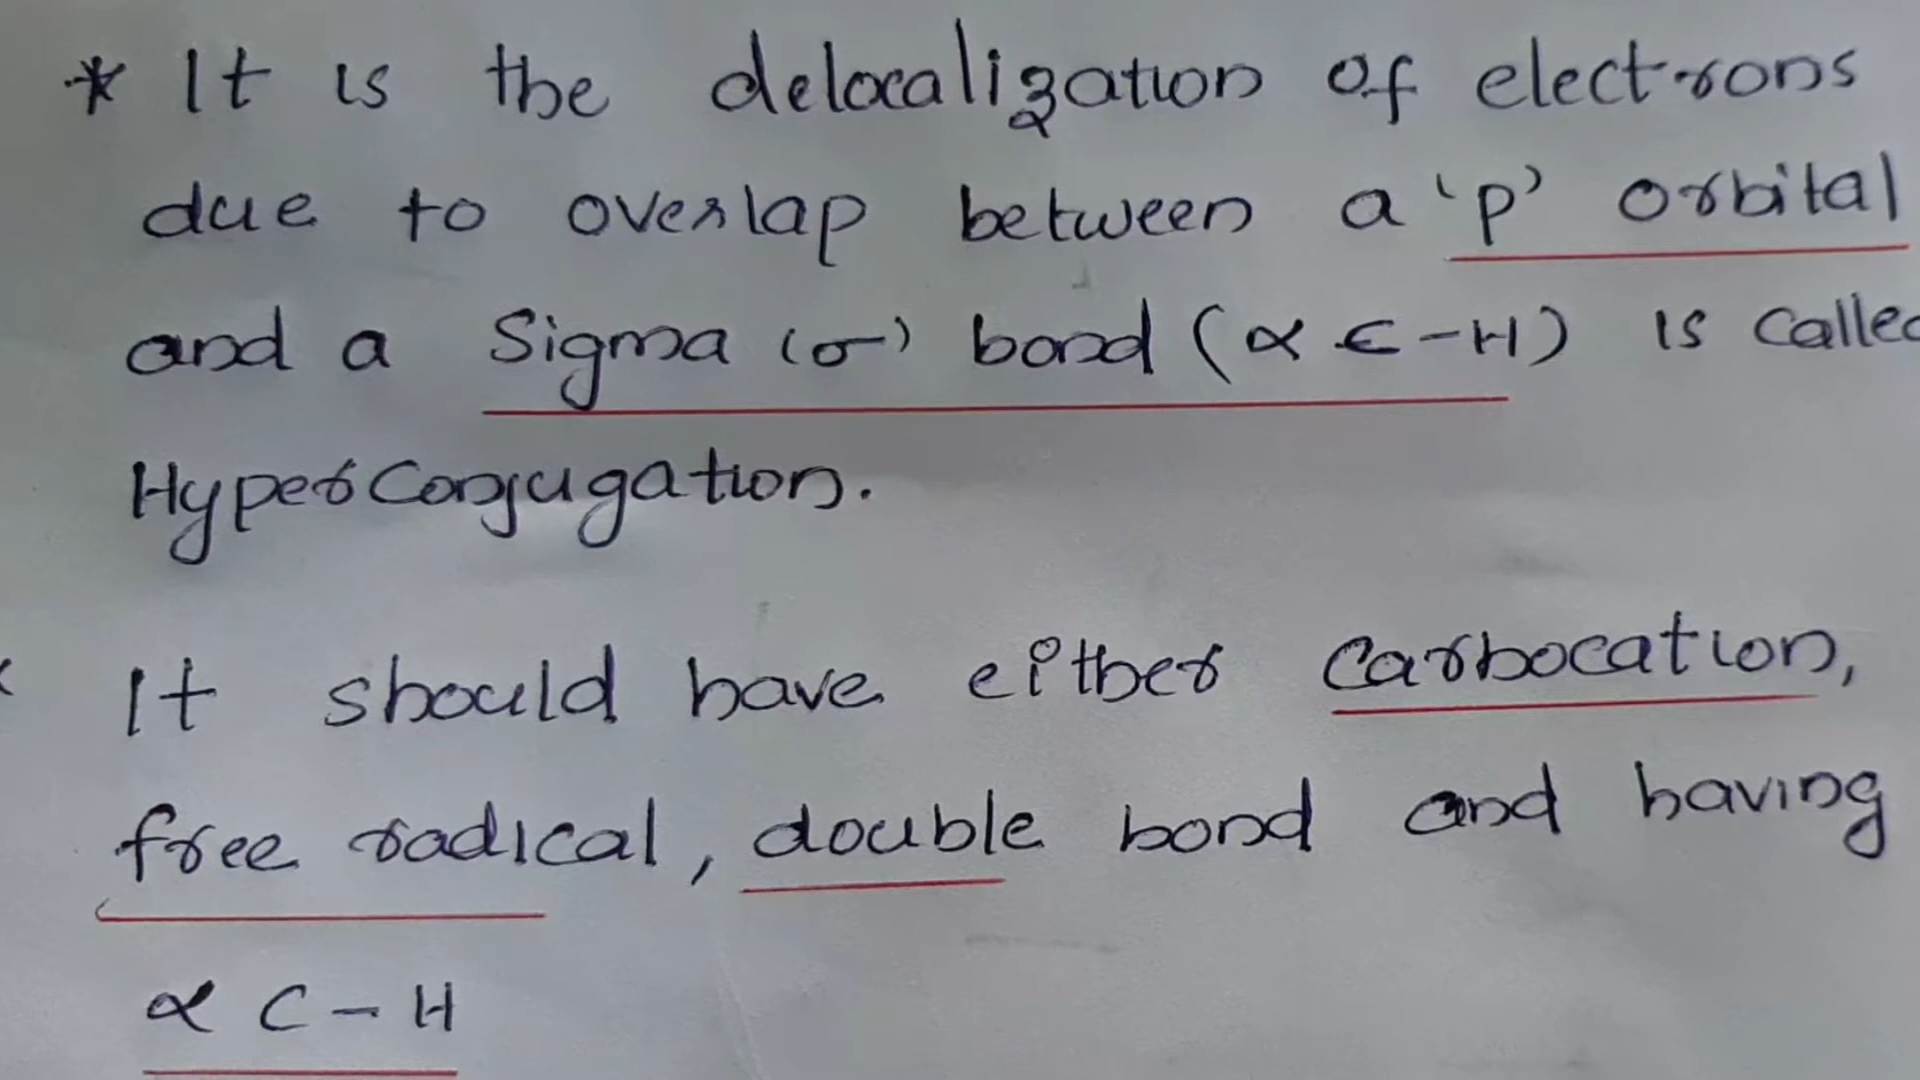 * It is the delocalization of electrons
due to overlap between a 'p' orbital
and a Sigma (σ) bond (α C-H) is called
HyperConjugation.
It should have either Carbocation,
free radical, double bond and having
α C-H